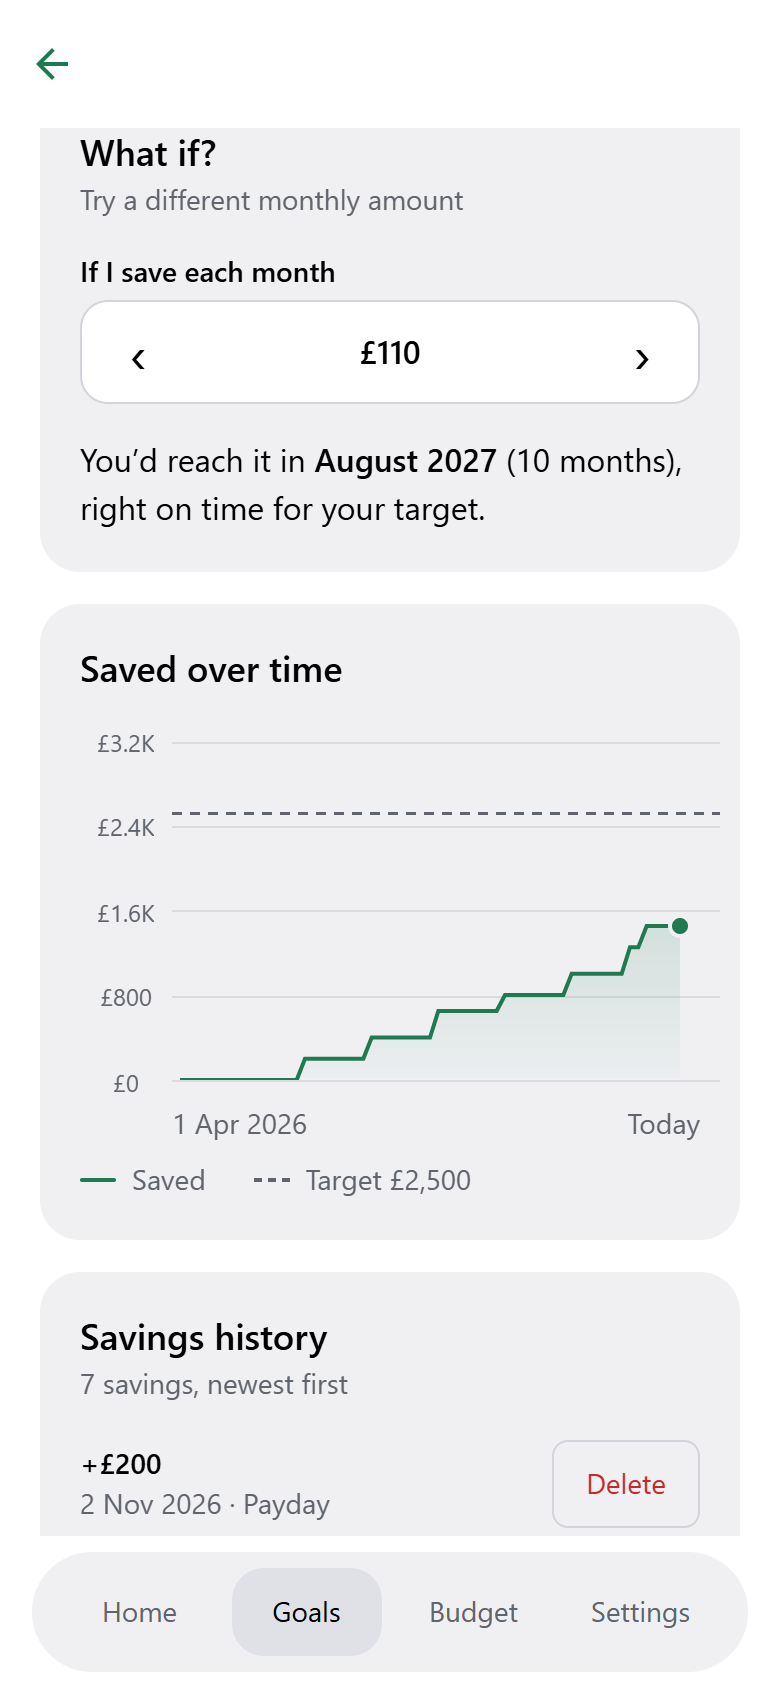 What if?
Try a different monthly amount
If I save each month
‹ £110 ›
You’d reach it in August 2027 (10 months),
right on time for your target.
Saved over time
£3.2K
£2.4K
£1.6K
£800
£0
1 Apr 2026 Today
Saved Target £2,500
Savings history
7 savings, newest first
+£200
2 Nov 2026 · Payday
Delete
Home Goals Budget Settings